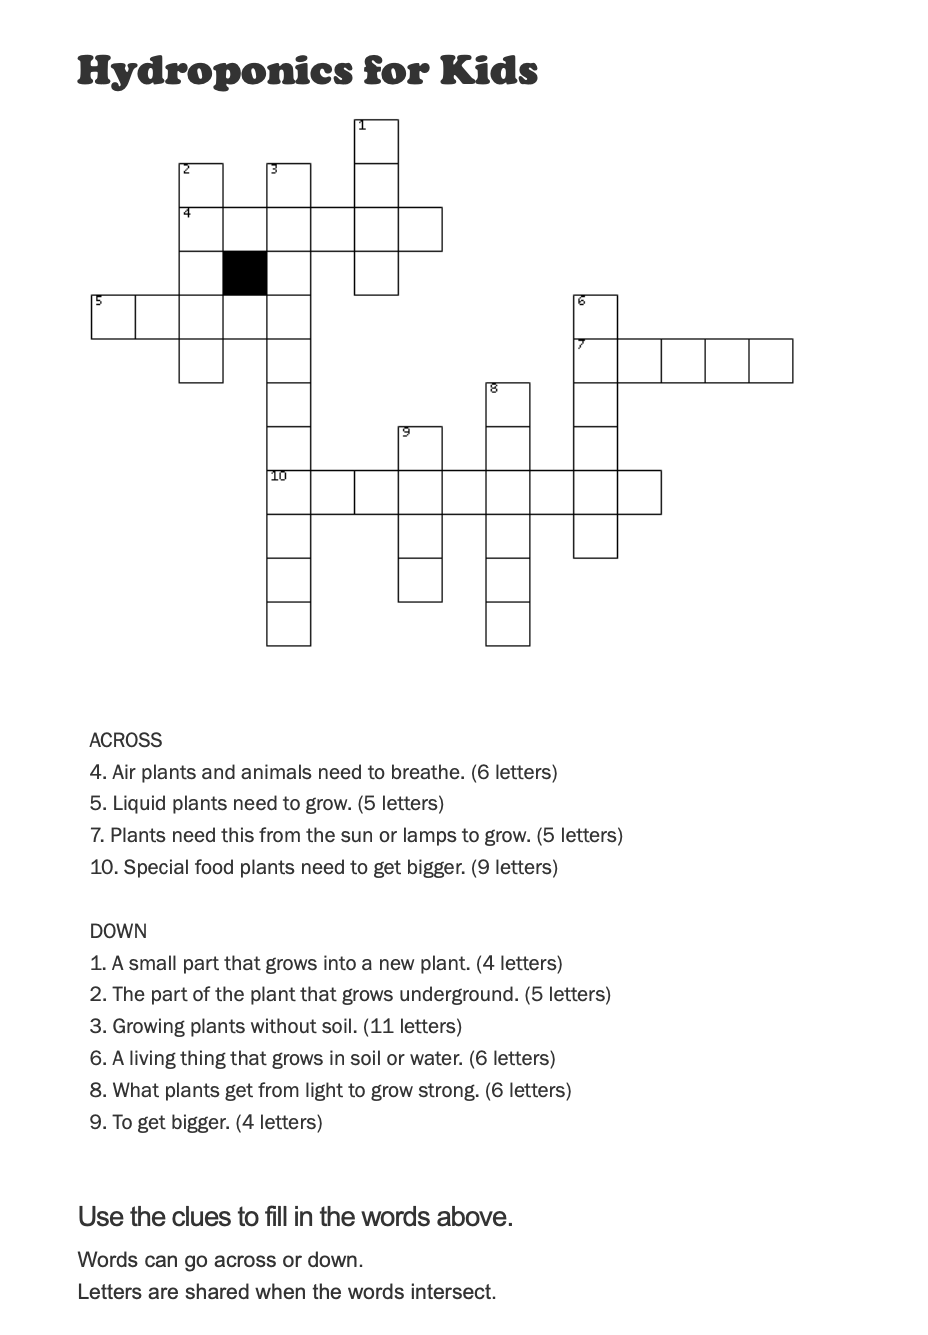 Hydroponics for Kids
1
2 3
4
5 6
7
8
9
10
ACROSS
4. Air plants and animals need to breathe. (6 letters)
5. Liquid plants need to grow. (5 letters)
7. Plants need this from the sun or lamps to grow. (5 letters)
10. Special food plants need to get bigger. (9 letters)
DOWN
1. A small part that grows into a new plant. (4 letters)
2. The part of the plant that grows underground. (5 letters)
3. Growing plants without soil. (11 letters)
6. A living thing that grows in soil or water. (6 letters)
8. What plants get from light to grow strong. (6 letters)
9. To get bigger. (4 letters)
Use the clues to fill in the words above.
Words can go across or down.
Letters are shared when the words intersect.